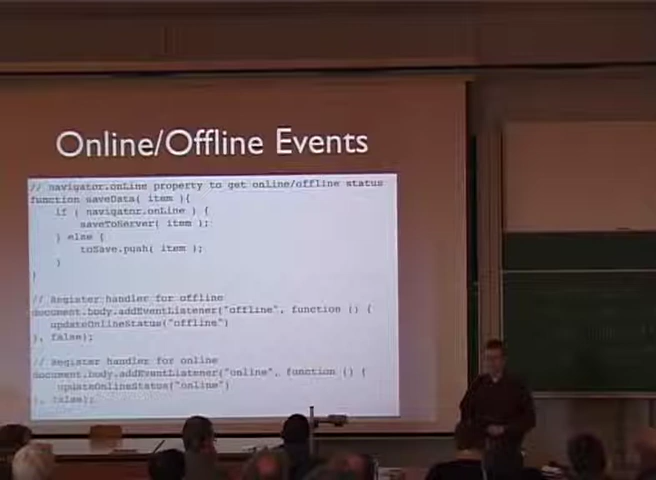 Online/Offline Events
// navigator.onLine property to get online/offline status
function saveData( item ){
if ( navigator.onLine ) {
saveToServer( item );
} else {
toSave.push( item );
}
}
// Register handler for offline
document.body.addEventListener("offline", function () {
updateOnlineStatus("offline")
}, false);
// Register handler for online
document.body.addEventListener("online", function () {
updateOnlineStatus("online")
}, false);